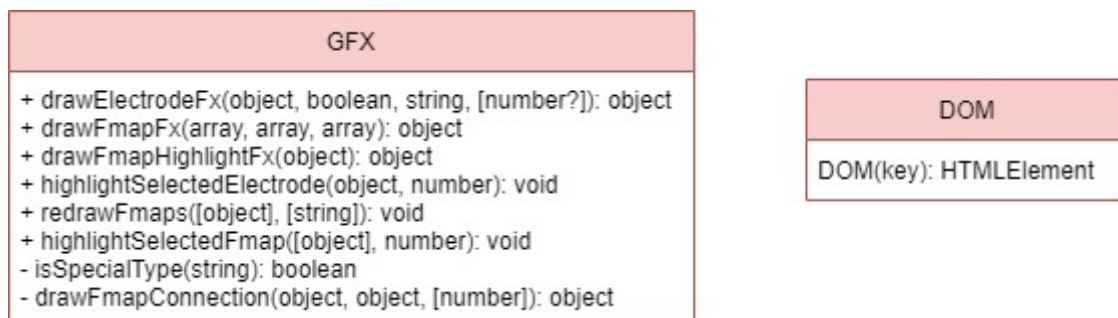 GFX
+ drawElectrodeFx(object, boolean, string, [number?]): object
+ drawFmapFx(array, array, array): object
+ drawFmapHighlightFx(object): object
+ highlightSelectedElectrode(object, number): void
+ redrawFmaps([object], [string]): void
+ highlightSelectedFmap([object], number): void
- isSpecialType(string): boolean
- drawFmapConnection(object, object, [number]): object
DOM
DOM(key): HTMLElement